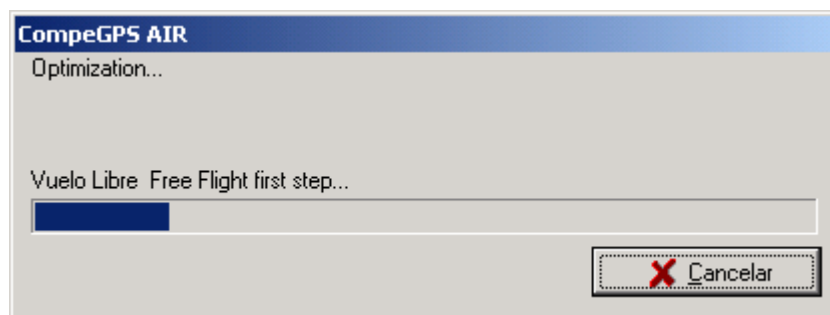 CompeGPS AIR
Optimization...
Vuelo Libre  Free Flight first step...
Cancelar